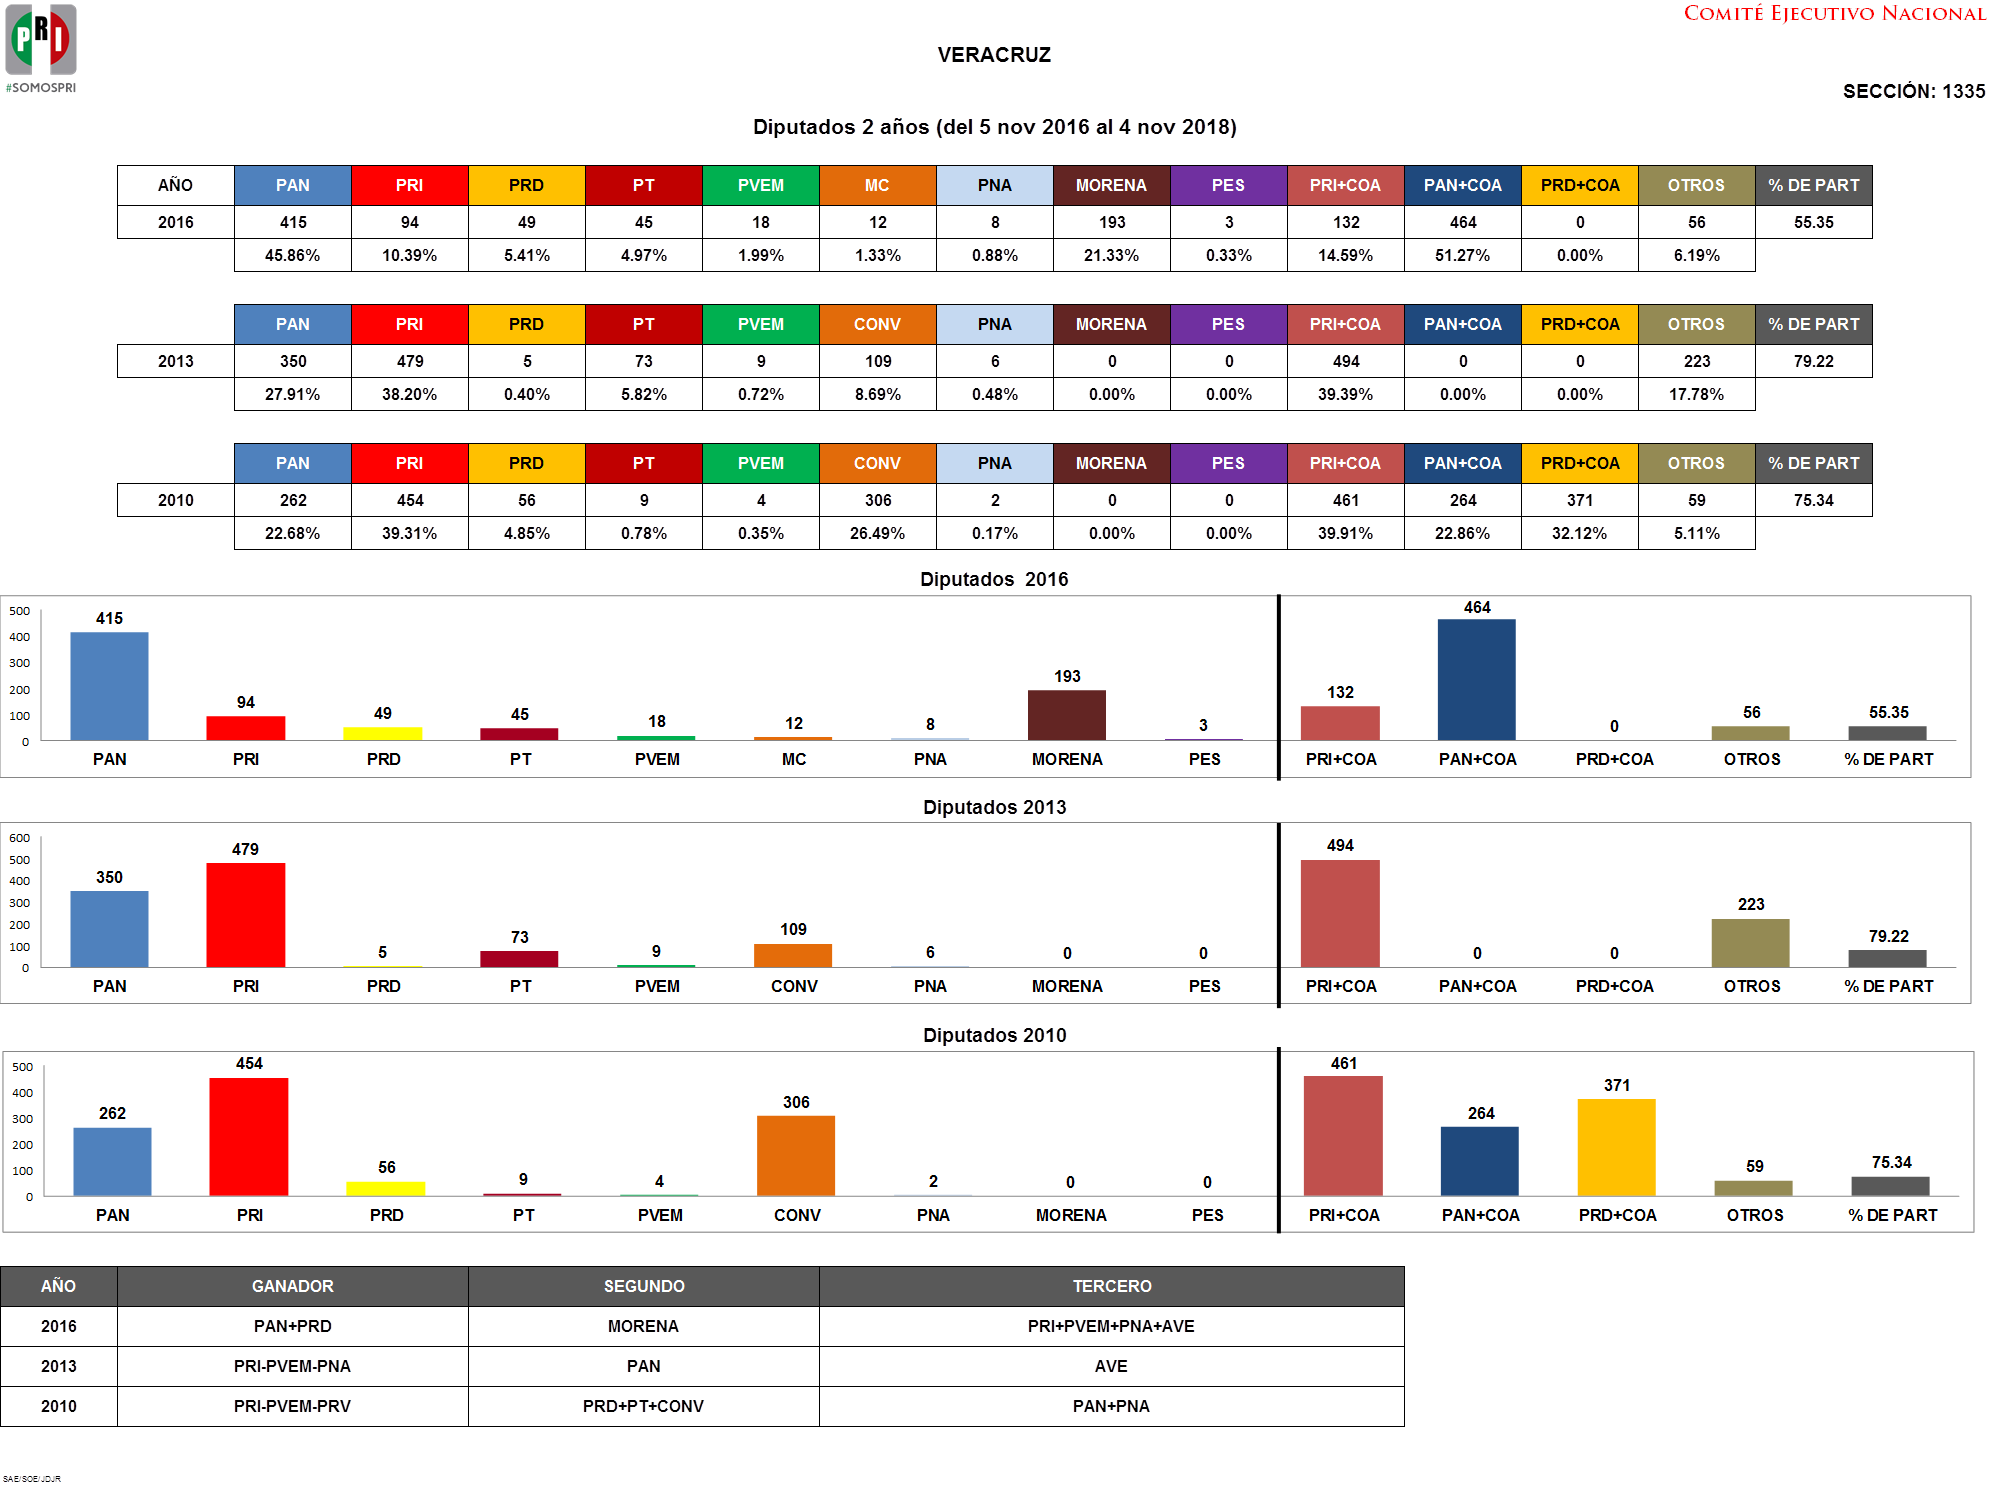 PRI
#SOMOSPRI
COMITÉ EJECUTIVO NACIONAL
VERACRUZ
SECCIÓN: 1335
Diputados 2 años (del 5 nov 2016 al 4 nov 2018)
AÑO PAN PRI PRD PT PVEM MC PNA MORENA PES PRI+COA PAN+COA PRD+COA OTROS % DE PART
2016 415 94 49 45 18 12 8 193 3 132 464 0 56 55.35
45.86% 10.39% 5.41% 4.97% 1.99% 1.33% 0.88% 21.33% 0.33% 14.59% 51.27% 0.00% 6.19%
PAN PRI PRD PT PVEM CONV PNA MORENA PES PRI+COA PAN+COA PRD+COA OTROS % DE PART
2013 350 479 5 73 9 109 6 0 0 494 0 0 223 79.22
27.91% 38.20% 0.40% 5.82% 0.72% 8.69% 0.48% 0.00% 0.00% 39.39% 0.00% 0.00% 17.78%
PAN PRI PRD PT PVEM CONV PNA MORENA PES PRI+COA PAN+COA PRD+COA OTROS % DE PART
2010 262 454 56 9 4 306 2 0 0 461 264 371 59 75.34
22.68% 39.31% 4.85% 0.78% 0.35% 26.49% 0.17% 0.00% 0.00% 39.91% 22.86% 32.12% 5.11%
Diputados 2016
500
400
300
200
100
0
415 94 49 45 18 12 8 193 3 132 464 0 56 55.35
PAN PRI PRD PT PVEM MC PNA MORENA PES PRI+COA PAN+COA PRD+COA OTROS % DE PART
Diputados 2013
600
500
400
300
200
100
0
350 479 5 73 9 109 6 0 0 494 0 0 223 79.22
PAN PRI PRD PT PVEM CONV PNA MORENA PES PRI+COA PAN+COA PRD+COA OTROS % DE PART
Diputados 2010
500
400
300
200
100
0
262 454 56 9 4 306 2 0 0 461 264 371 59 75.34
PAN PRI PRD PT PVEM CONV PNA MORENA PES PRI+COA PAN+COA PRD+COA OTROS % DE PART
AÑO GANADOR SEGUNDO TERCERO
2016 PAN+PRD MORENA PRI+PVEM+PNA+AVE
2013 PRI-PVEM-PNA PAN AVE
2010 PRI-PVEM-PRV PRD+PT+CONV PAN+PNA
SAE/SOE/JDJR